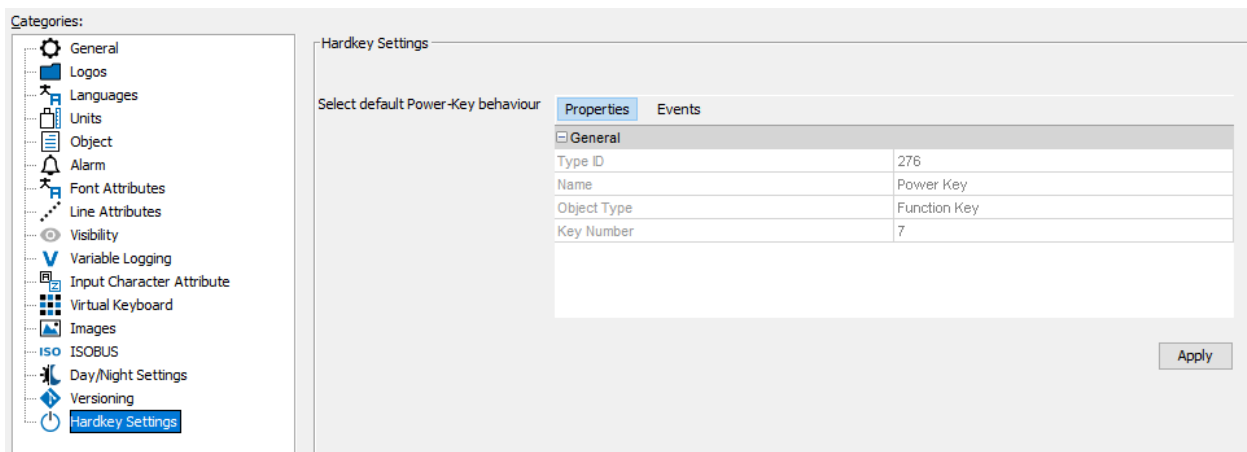 Categories:
General
Logos
Languages
Units
Object
Alarm
Font Attributes
Line Attributes
Visibility
Variable Logging
Input Character Attribute
Virtual Keyboard
Images
ISO ISOBUS
Day/Night Settings
Versioning
Hardkey Settings
Hardkey Settings
Select default Power-Key behaviour
Properties Events
General
Type ID 276
Name Power Key
Object Type Function Key
Key Number 7
Apply